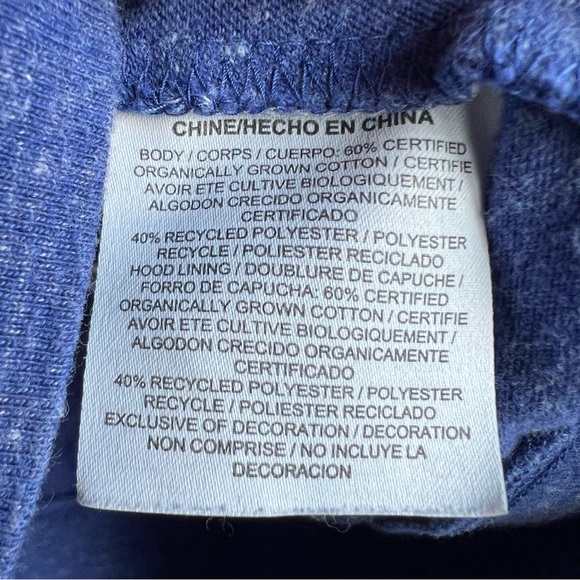 CHINE/HECHO EN CHINA
BODY / CORPS / CUERPO: 60% CERTIFIED
ORGANICALLY GROWN COTTON / CERTIFIE
AVOIR ETE CULTIVE BIOLOGIQUEMENT /
ALGODON CRECIDO ORGANICAMENTE
CERTIFICADO
40% RECYCLED POLYESTER / POLYESTER
RECYCLE / POLIESTER RECICLADO
HOOD LINING / DOUBLURE DE CAPUCHE /
FORRO DE CAPUCHA: 60% CERTIFIED
ORGANICALLY GROWN COTTON / CERTIFIE
AVOIR ETE CULTIVE BIOLOGIQUEMENT /
ALGODON CRECIDO ORGANICAMENTE
CERTIFICADO
40% RECYCLED POLYESTER / POLYESTER
RECYCLE / POLIESTER RECICLADO
EXCLUSIVE OF DECORATION / DECORATION
NON COMPRISE / NO INCLUYE LA
DECORACION